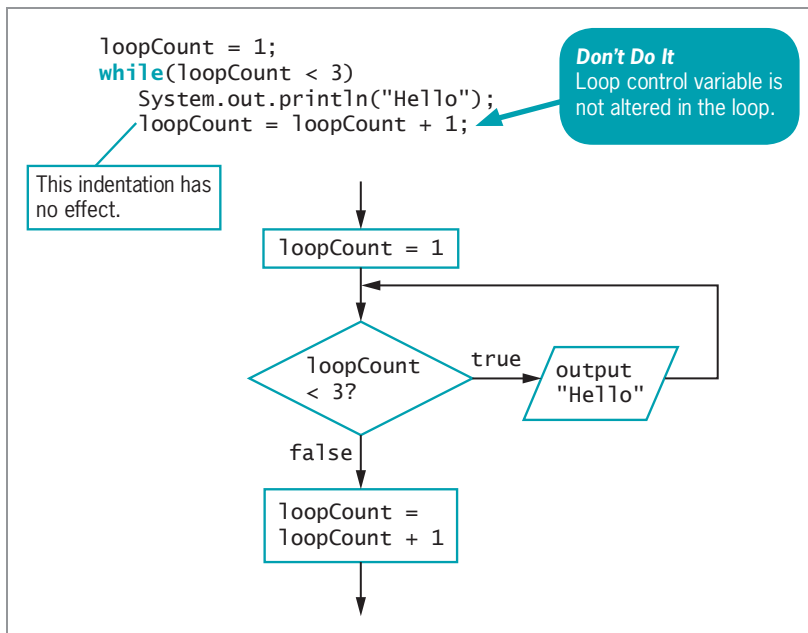 loopCount = 1;
while(loopCount < 3)
System.out.println("Hello");
loopCount = loopCount + 1;
Don't Do It
Loop control variable is
not altered in the loop.
This indentation has
no effect.
loopCount = 1
loopCount
< 3?
true
output
"Hello"
false
loopCount =
loopCount + 1